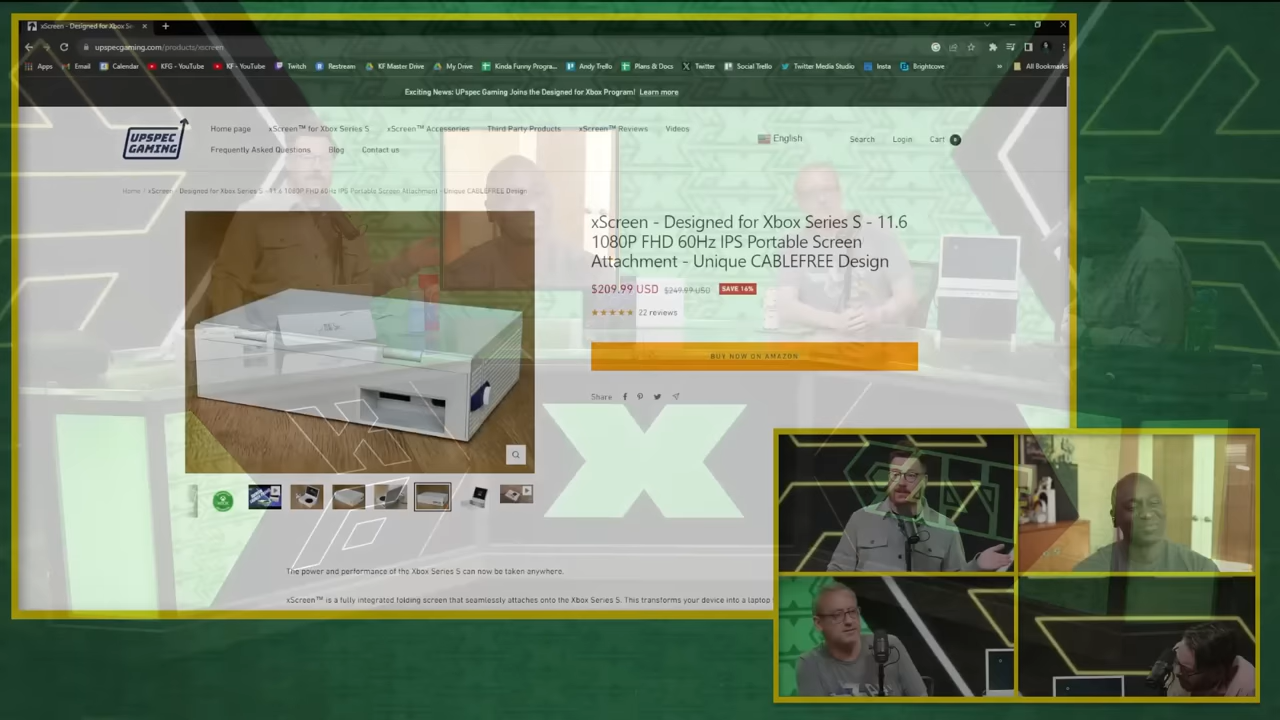 xScreen - Designed for Xbox Se
upspecgaming.com/products/xscreen
Apps
Email
Calendar
KFG - YouTube
KF - YouTube
Twitch
Restream
KF Master Drive
My Drive
Kinda Funny Progra...
Andy Trello
Plans & Docs
Twitter
Social Trello
Twitter Media Studio
Insta
Brightcove
All Bookmarks
Exciting News: UPspec Gaming Joins the Designed for Xbox Program! Learn more
UPSPEC GAMING
Home page
xScreen™ for Xbox Series S
xScreen™ Accessories
Third Party Products
xScreen™ Reviews
Videos
Frequently Asked Questions
Blog
Contact us
English
Search
Login
Cart
Home / xScreen - Designed for Xbox Series S - 11.6 1080P FHD 60Hz IPS Portable Screen Attachment - Unique CABLEFREE Design
xScreen - Designed for Xbox Series S - 11.6
1080P FHD 60Hz IPS Portable Screen
Attachment - Unique CABLEFREE Design
$209.99 USD $249.99 USD SAVE 16%
22 reviews
BUY NOW ON AMAZON
Share
X
The power and performance of the Xbox Series S can now be taken anywhere.
xScreen™ is a fully integrated folding screen that seamlessly attaches onto the Xbox Series S. This transforms your device into a laptop